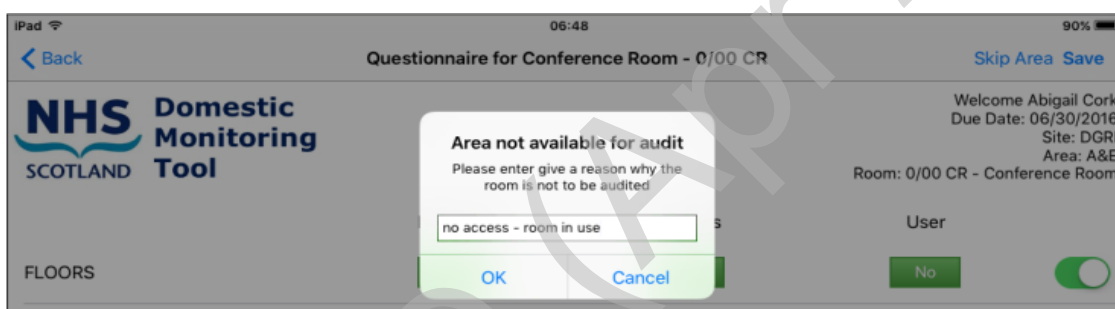 iPad 06:48 90%
Back Questionnaire for Conference Room - 0/00 CR Skip Area Save
NHS
SCOTLAND
Domestic
Monitoring
Tool
Welcome Abigail Cork
Due Date: 06/30/2016
Site: DGRI
Area: A&E
Room: 0/00 CR - Conference Room
Area not available for audit
Please enter give a reason why the
room is not to be audited
no access - room in use
OK Cancel
User
FLOORS No